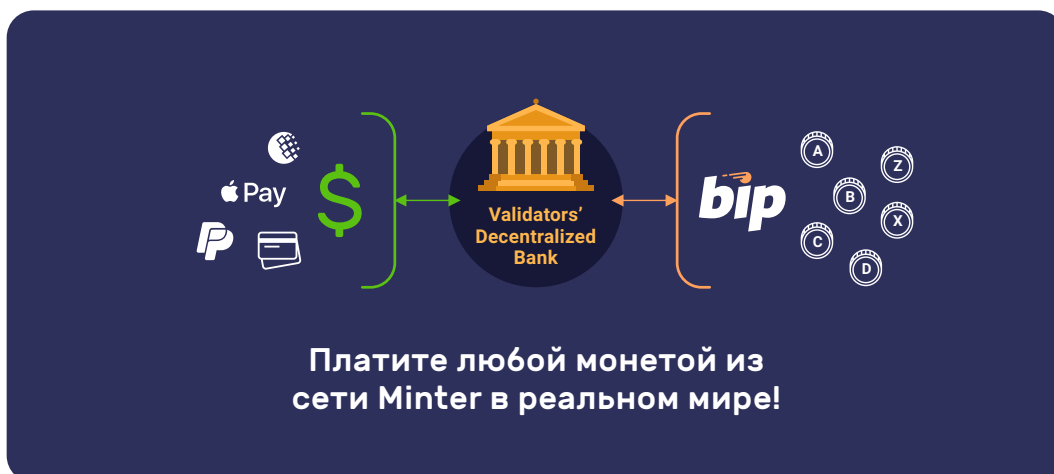 Pay
$
Validators’
Decentralized
Bank
bip
A
Z
B
X
C
D
Платите любой монетой из
сети Minter в реальном мире!